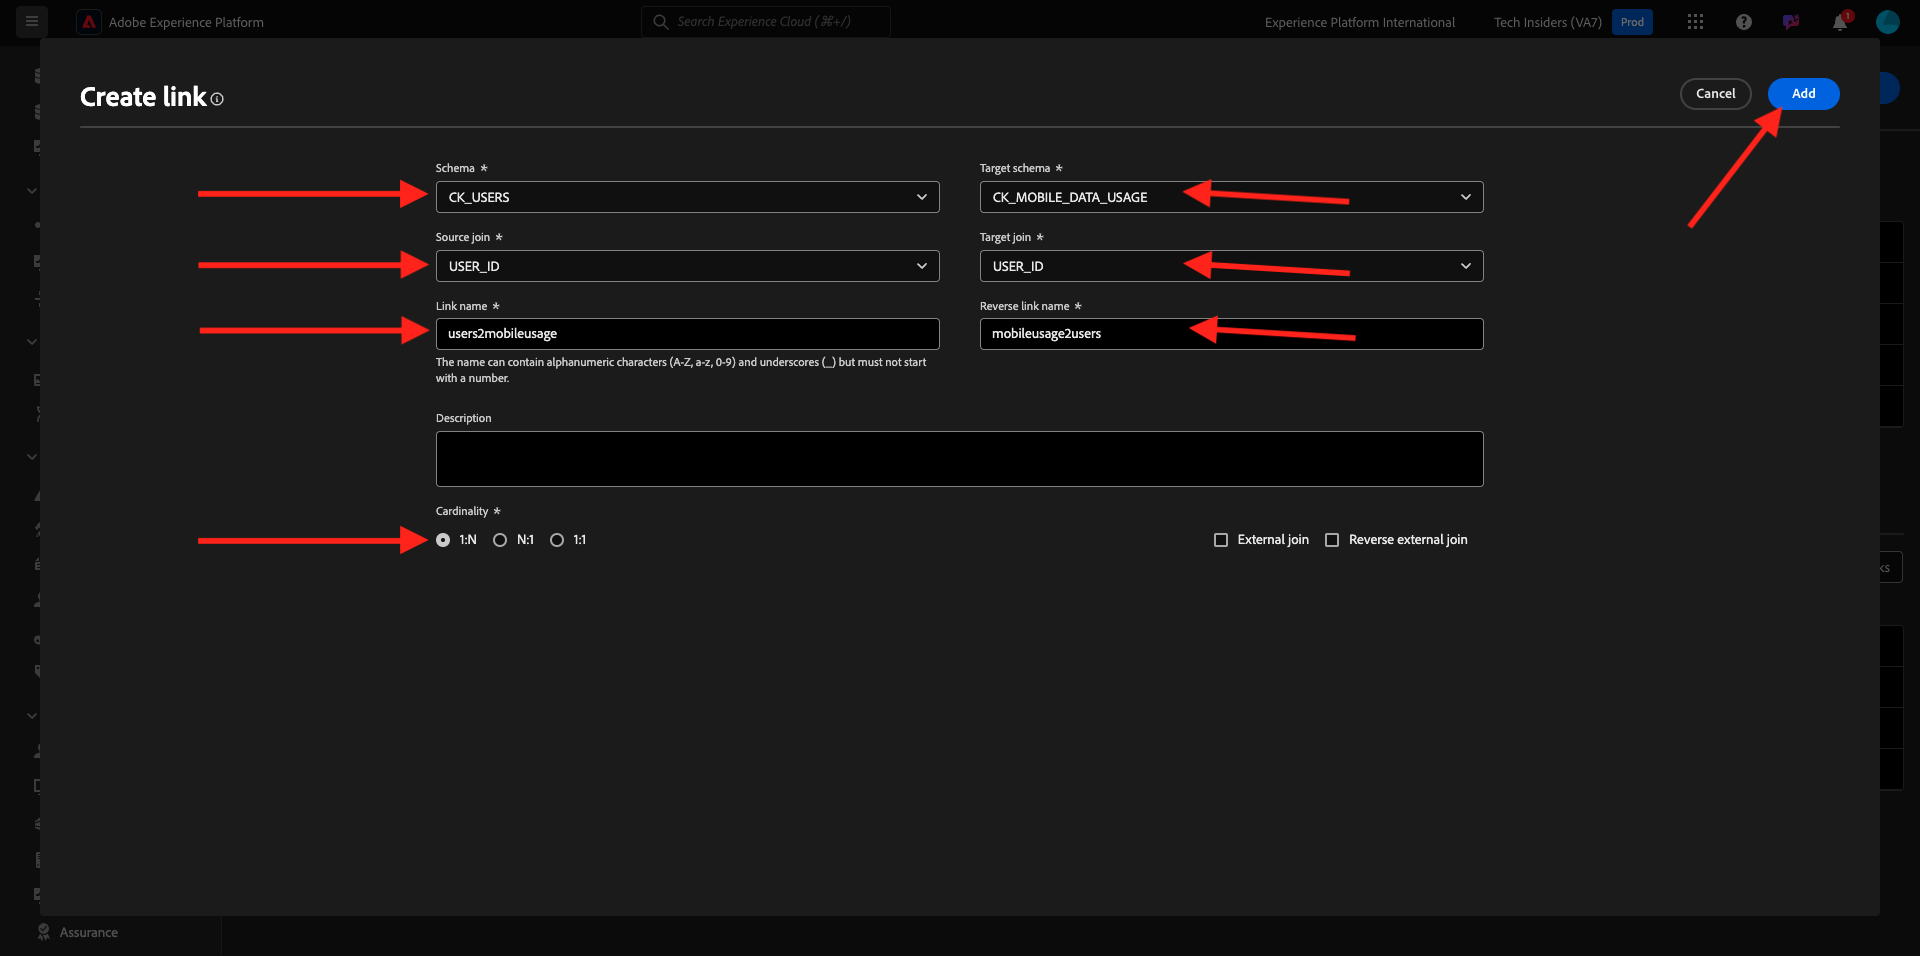 Adobe Experience Platform
Search Experience Cloud (⌘+/)
Experience Platform International
Tech Insiders (VA7)
Prod
1
Create link
Cancel
Add
Schema *
Target schema *
CK_USERS
CK_MOBILE_DATA_USAGE
Source join *
Target join *
USER_ID
USER_ID
Link name *
Reverse link name *
users2mobileusage
mobileusage2users
The name can contain alphanumeric characters (A-Z, a-z, 0-9) and underscores (_) but must not start
with a number.
Description
Cardinality *
1:N
N:1
1:1
External join
Reverse external join
ks
Assurance